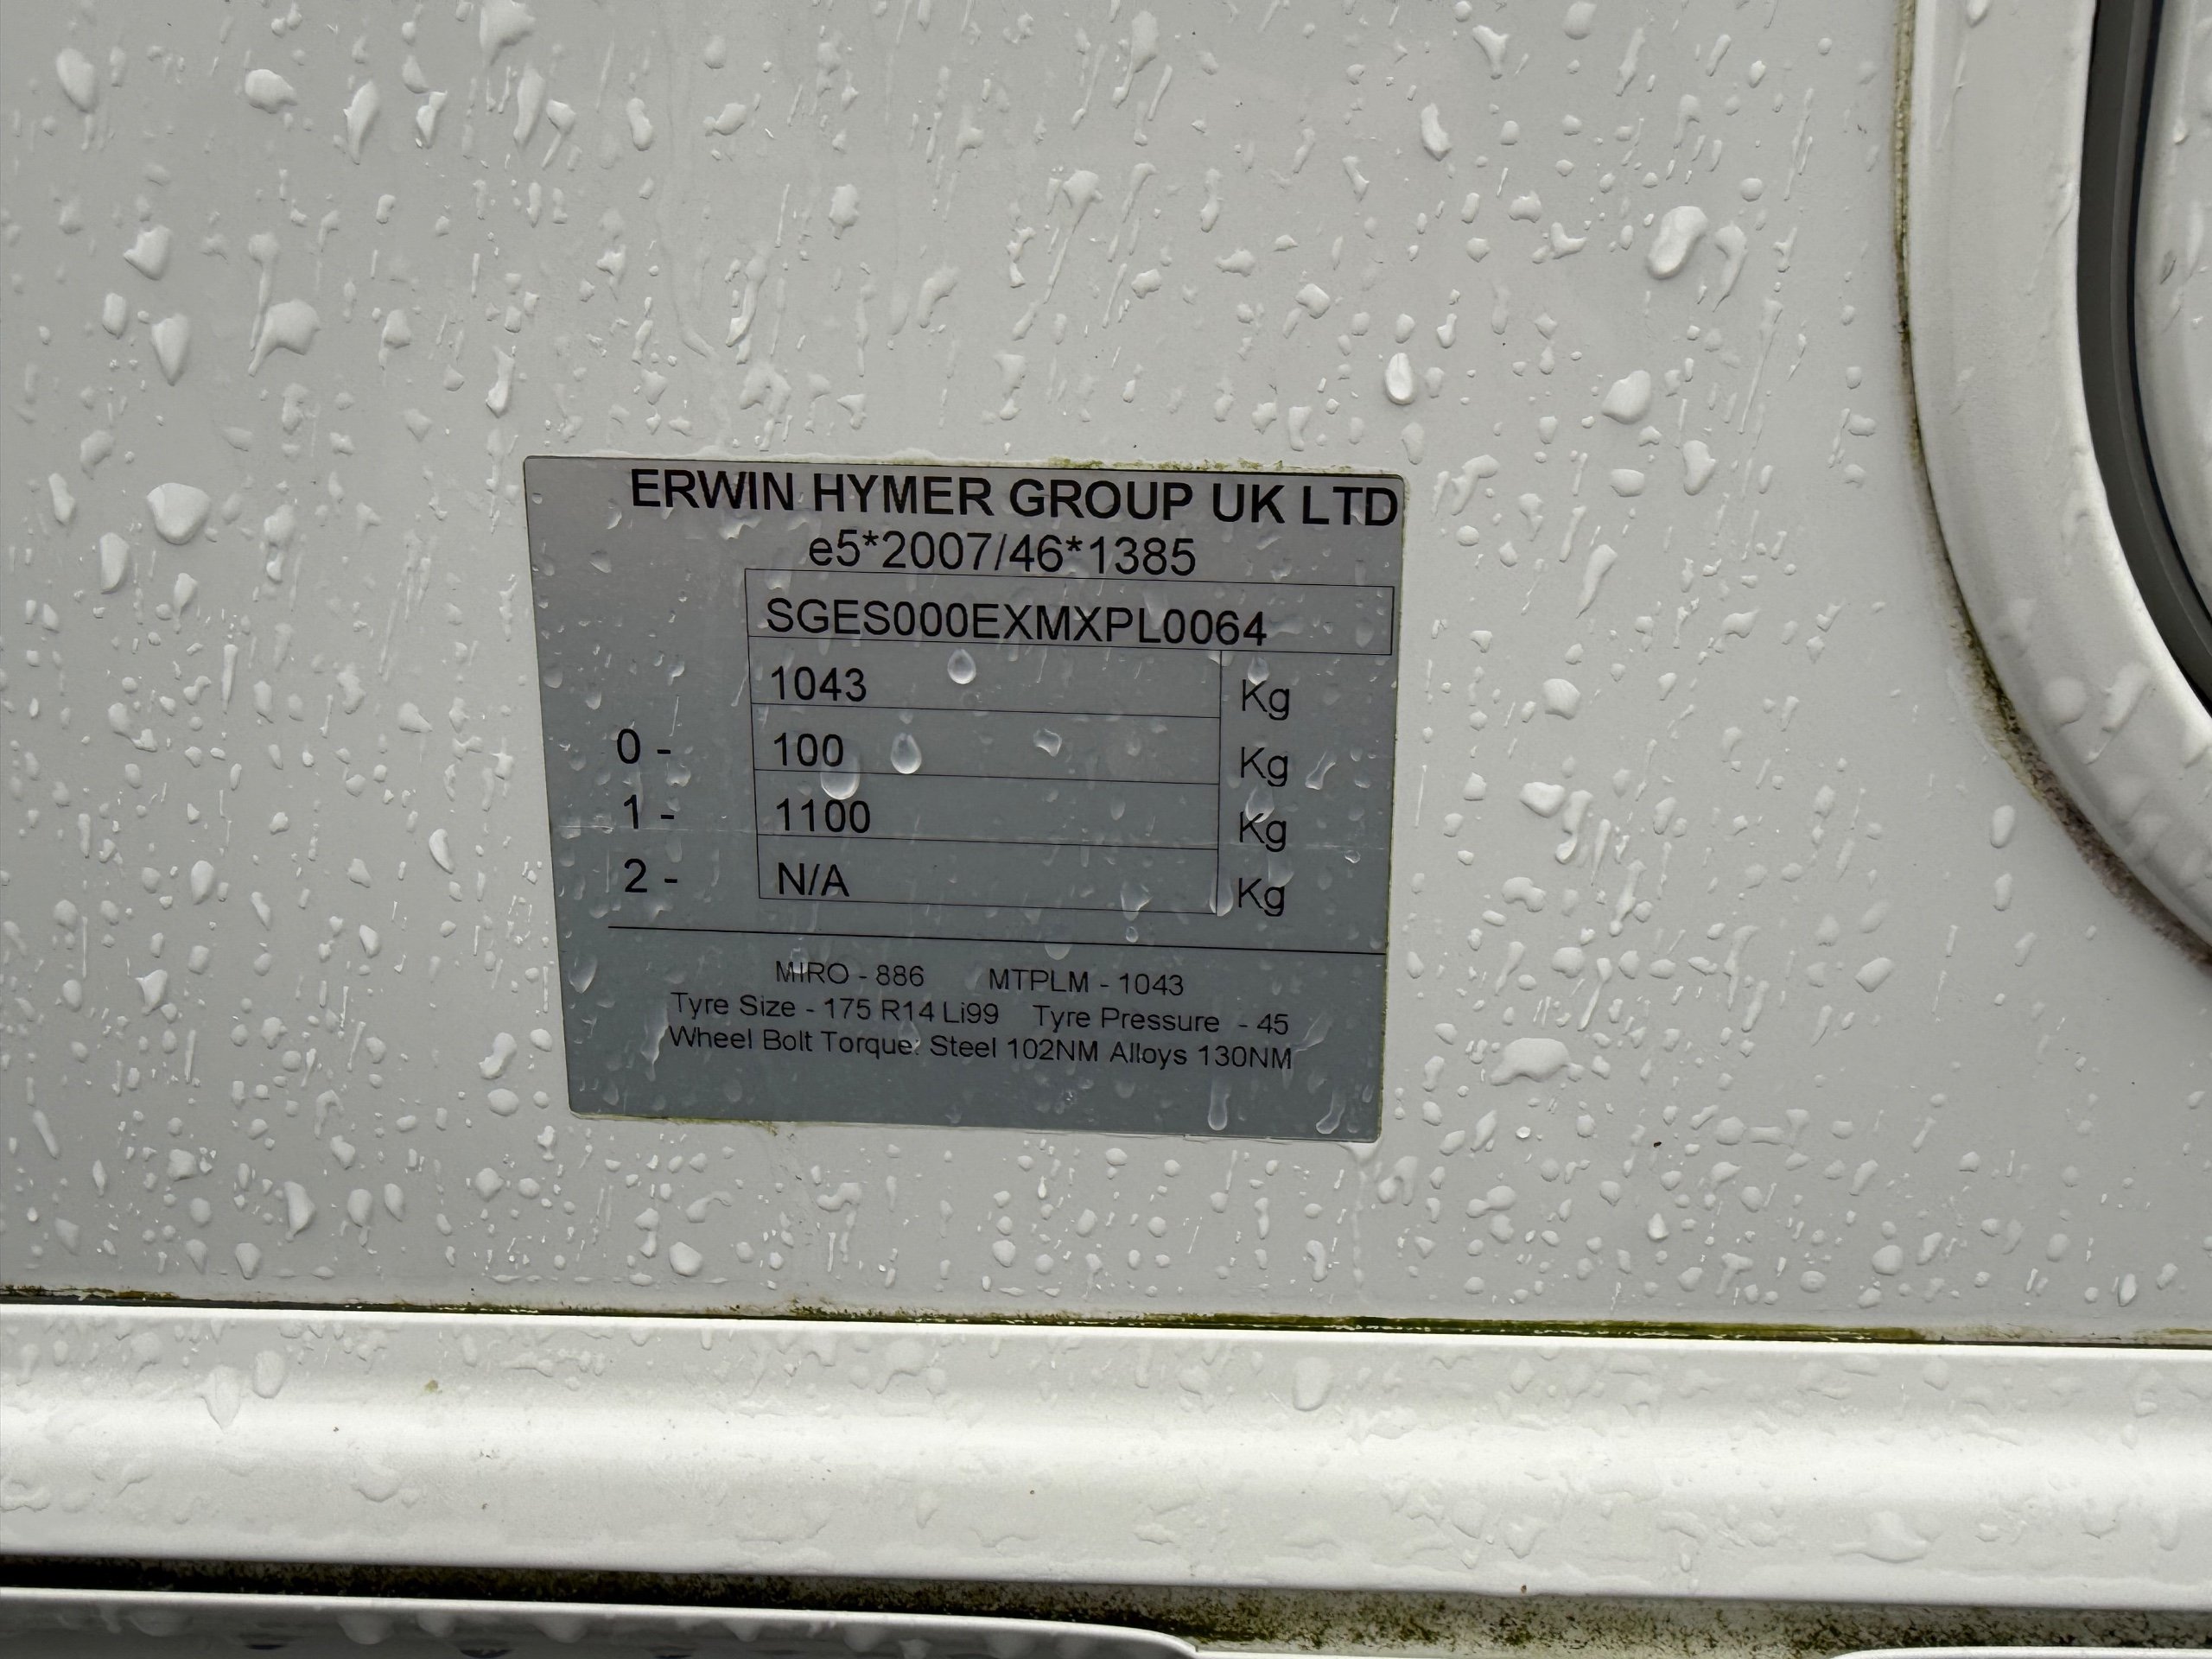 ERWIN HYMER GROUP UK LTD
e5*2007/46*1385
SGES000EXMXPL0064
1043 Kg
0 - 100 Kg
1 - 1100 Kg
2 - N/A Kg
MIRO - 886 MTPLM - 1043
Tyre Size - 175 R14 Li99 Tyre Pressure - 45
Wheel Bolt Torque: Steel 102NM Alloys 130NM